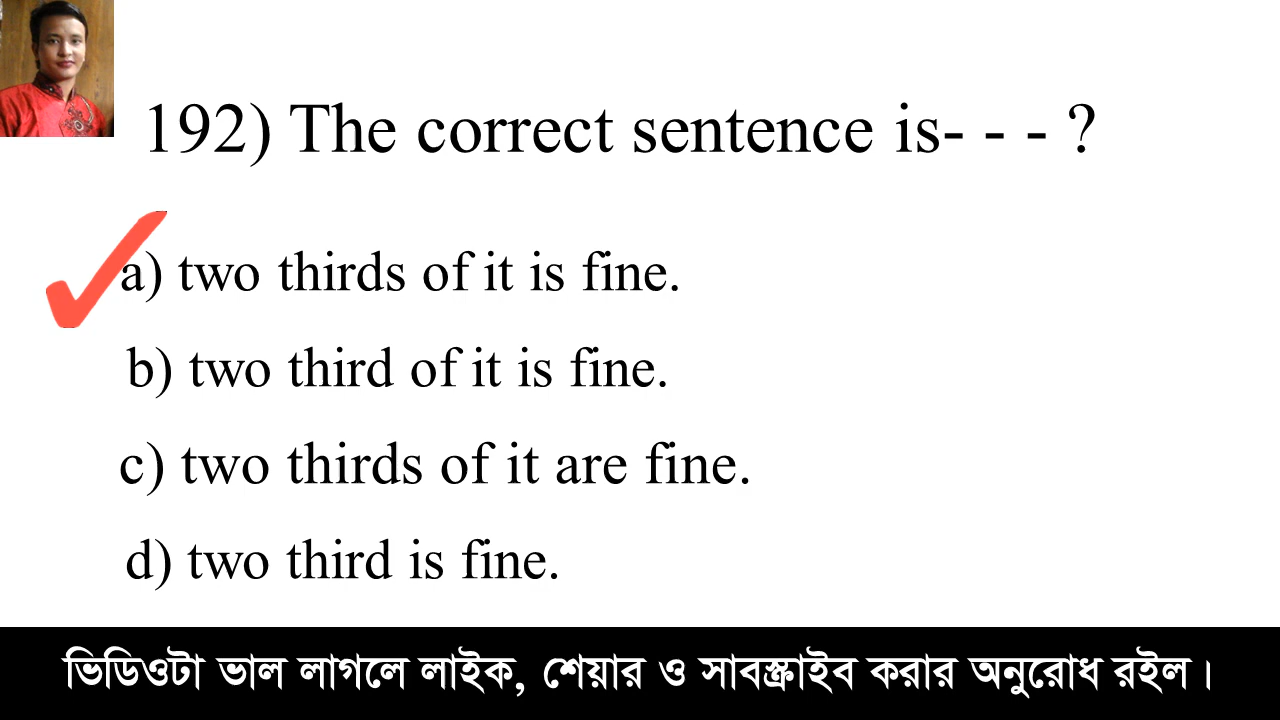 192) The correct sentence is- - - ?
a) two thirds of it is fine.
b) two third of it is fine.
c) two thirds of it are fine.
d) two third is fine.
ভিডিওটা ভাল লাগলে লাইক, শেয়ার ও সাবস্ক্রাইব করার অনুরোধ রইল।